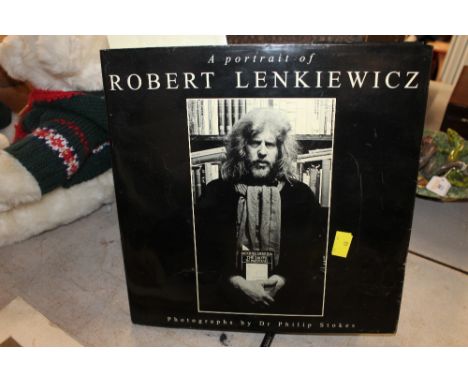 A portrait of
ROBERT LENKIEWICZ
Photographs by Dr Philip Stokes